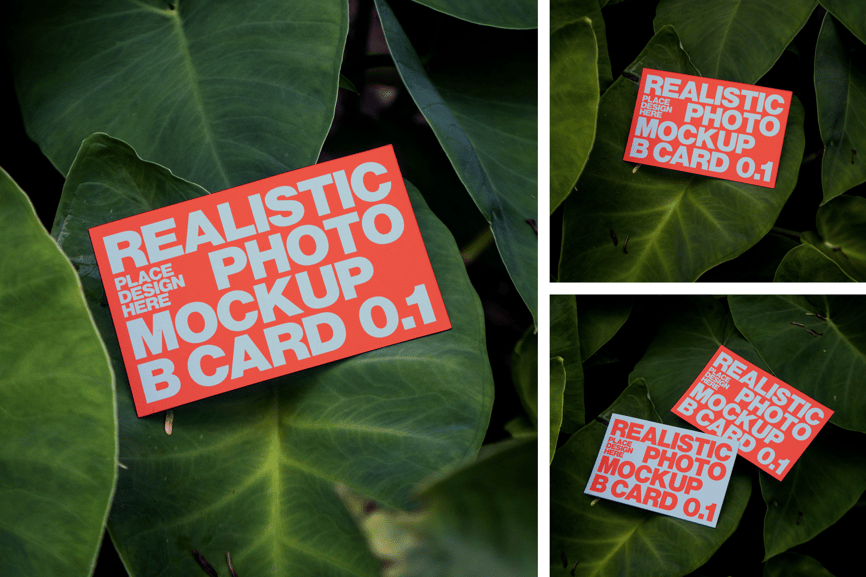 REALISTIC
PHOTO
PLACE
DESIGN
HERE
MOCKUP
B CARD 0.1
REALISTIC
PHOTO
PLACE
DESIGN
HERE
MOCKUP
B CARD 0.1
REALISTIC
PHOTO
PLACE
DESIGN
HERE
MOCKUP
B CARD 0.1
REALISTIC
PHOTO
PLACE
DESIGN
HERE
MOCKUP
B CARD 0.1